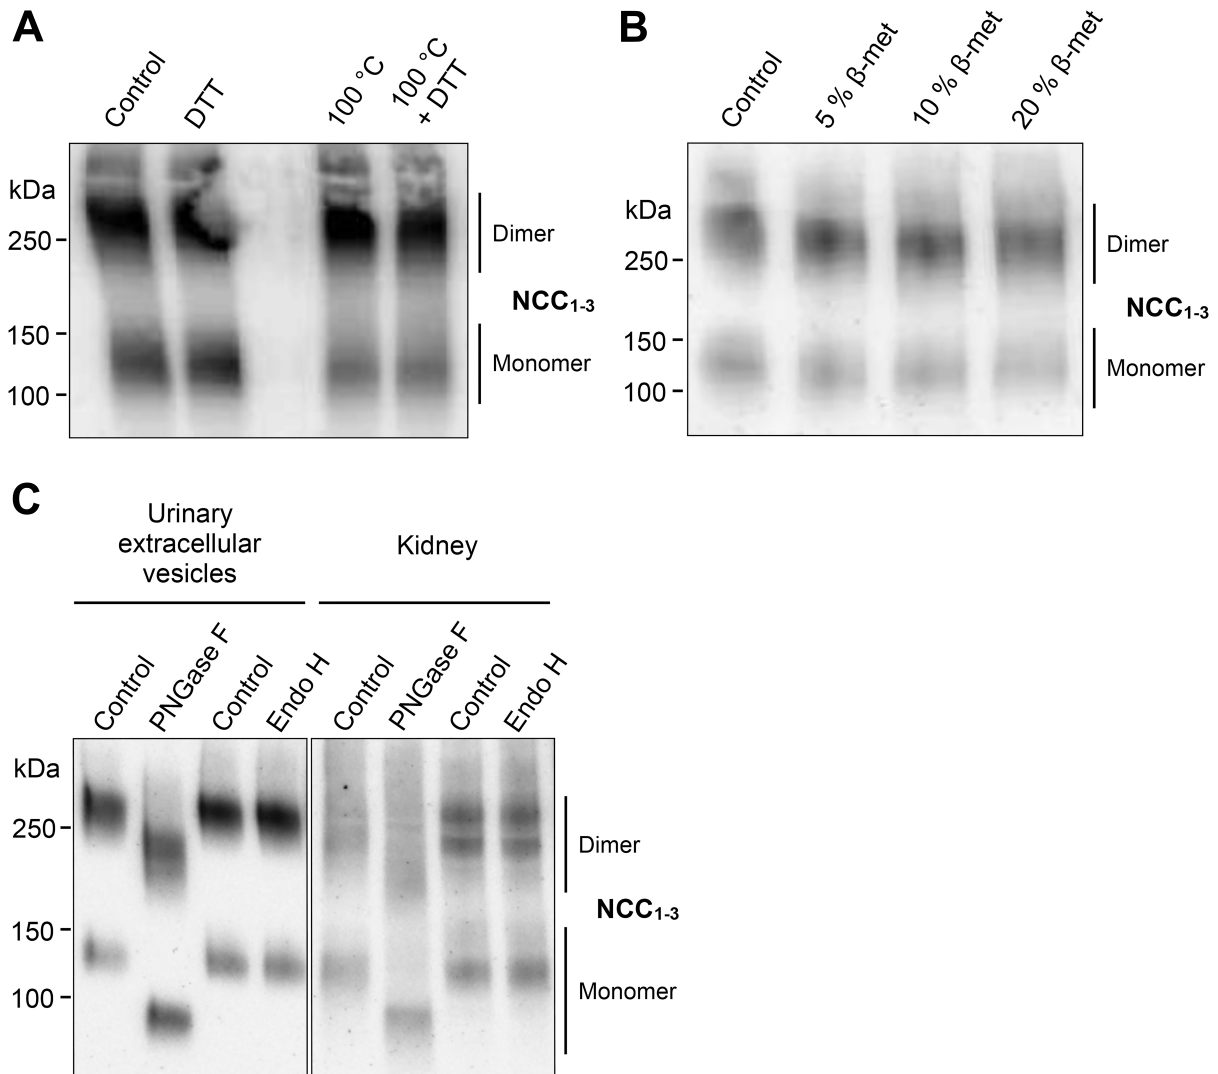 A
Control
DTT
100 °C
100 °C
+ DTT
kDa
250
150
100
Dimer
NCC1-3
Monomer
B
Control
5 % β-met
10 % β-met
20 % β-met
kDa
250
150
100
Dimer
NCC1-3
Monomer
C
Urinary
extracellular
vesicles
Kidney
Control
PNGase F
Control
Endo H
Control
PNGase F
Control
Endo H
kDa
250
150
100
Dimer
NCC1-3
Monomer